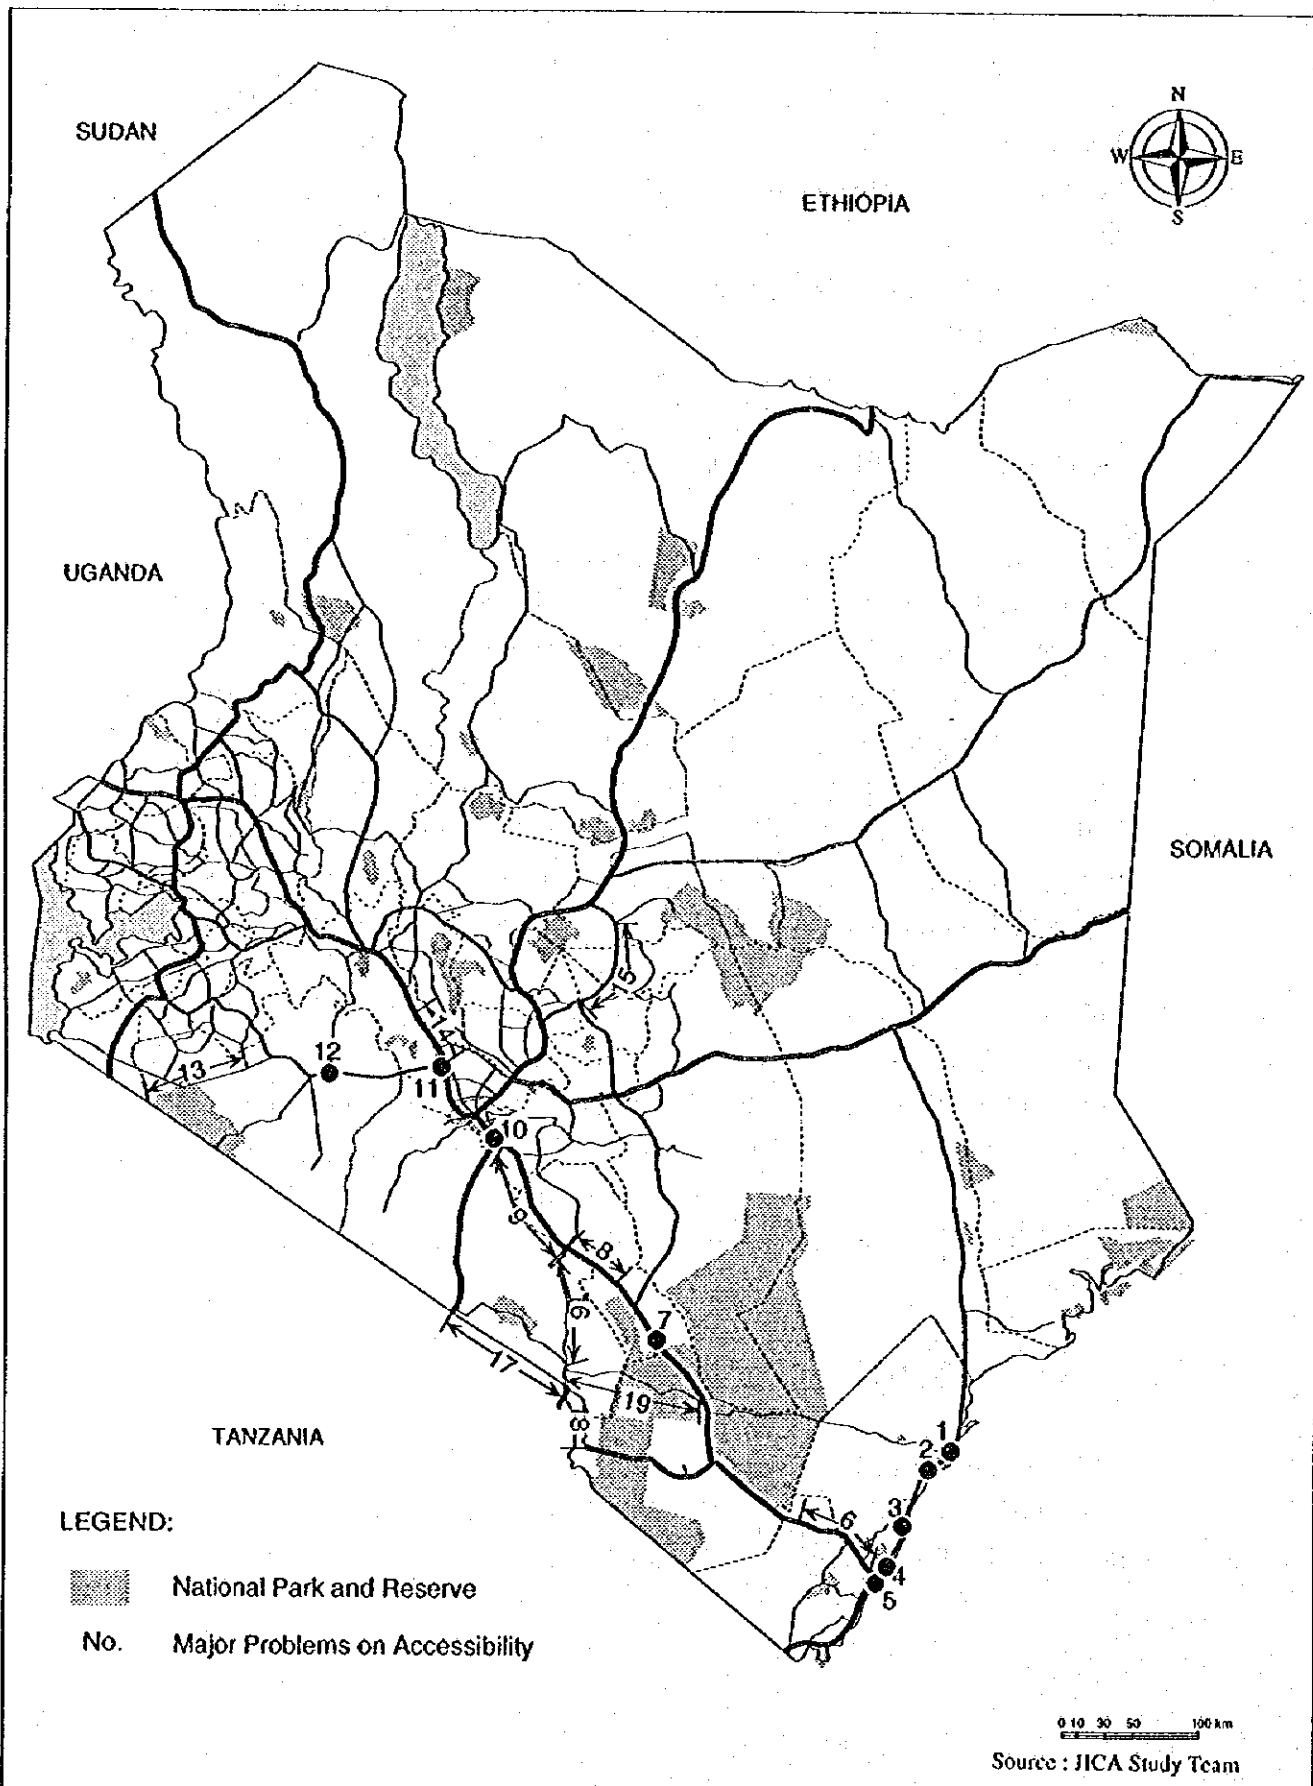 N
SUDAN
W
E
ETHIOPIA
S
UGANDA
SOMALIA
15
14
12
13
11
10
9
8
7
17
19
TANZANIA
18
1
2
LEGEND:
3
6
National Park and Reserve
4
5
No.
Major Problems on Accessibility
0 10 30 50 100 km
Source : JICA Study Team